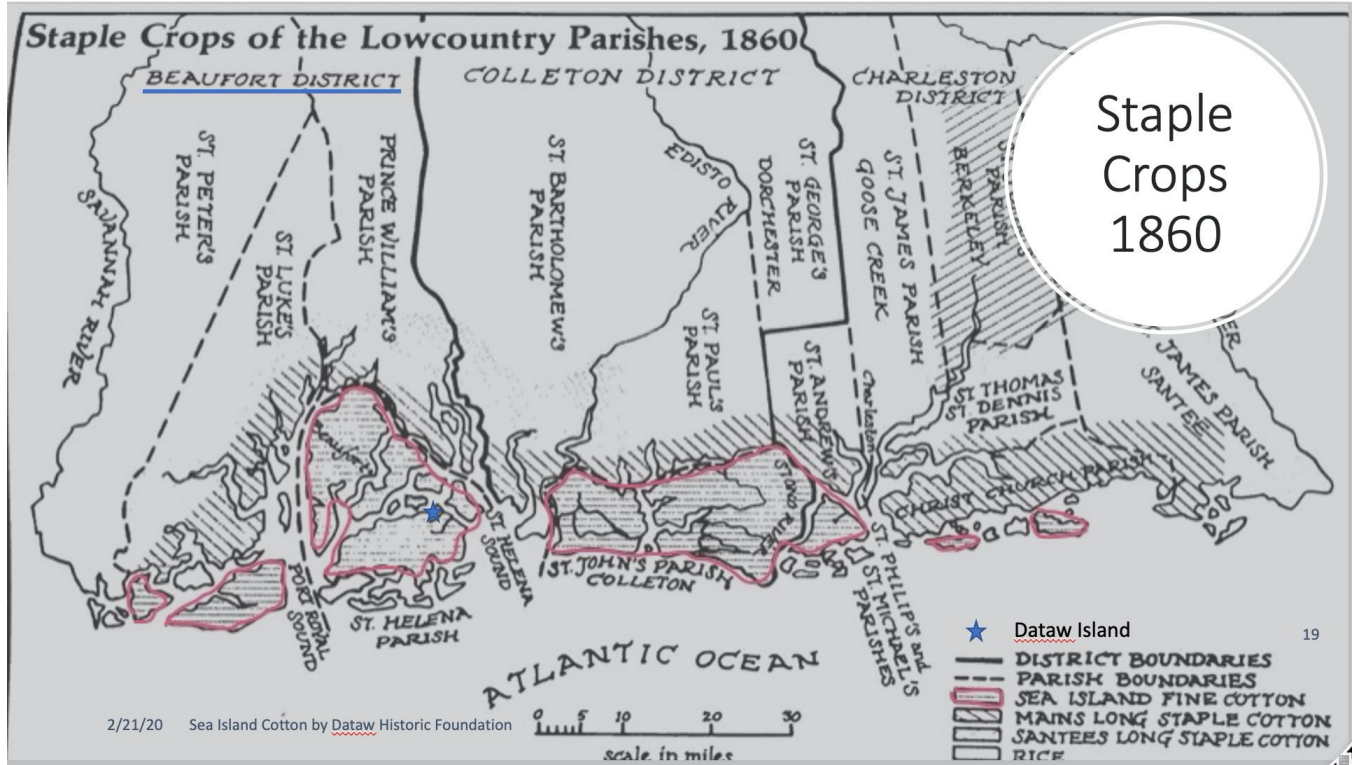 Staple Crops of the Lowcountry Parishes, 1860
BEAUFORT DISTRICT
COLLETON DISTRICT
CHARLESTON
DISTRICT
Staple
Crops
1860
SAVANNAH RIVER
ST. PETER'S
PARISH
ST. LUKE'S
PARISH
PRINCE WILLIAM'S
PARISH
ST. BARTHOLOMEW'S
PARISH
EDISTO
RIVER
ST. PAUL'S
PARISH
ST. GEORGE'S
PARISH
DORCHESTER
ST. JAMES PARISH
GOOSE CREEK
BERKELEY
PARISH
ST. ANDREW'S
PARISH
Charleston
ST. THOMAS
ST. DENNIS
PARISH
JAMES PARISH
SANTEE
CHRIST CHURCH PARISH
Beaufort
STONO RIVER
ST. HELENA
SOUND
ST. JOHN'S PARISH
COLLETON
ST. PHILIP'S and
ST. MICHAEL'S
PARISHES
PORT ROYAL
SOUND
ST. HELENA
PARISH
ATLANTIC OCEAN
Dataw Island
19
DISTRICT BOUNDARIES
PARISH BOUNDARIES
SEA ISLAND FINE COTTON
MAINS LONG STAPLE COTTON
SANTEES LONG STAPLE COTTON
RICE
2/21/20 Sea Island Cotton by Dataw Historic Foundation
0 5 10 20 30
scale in miles